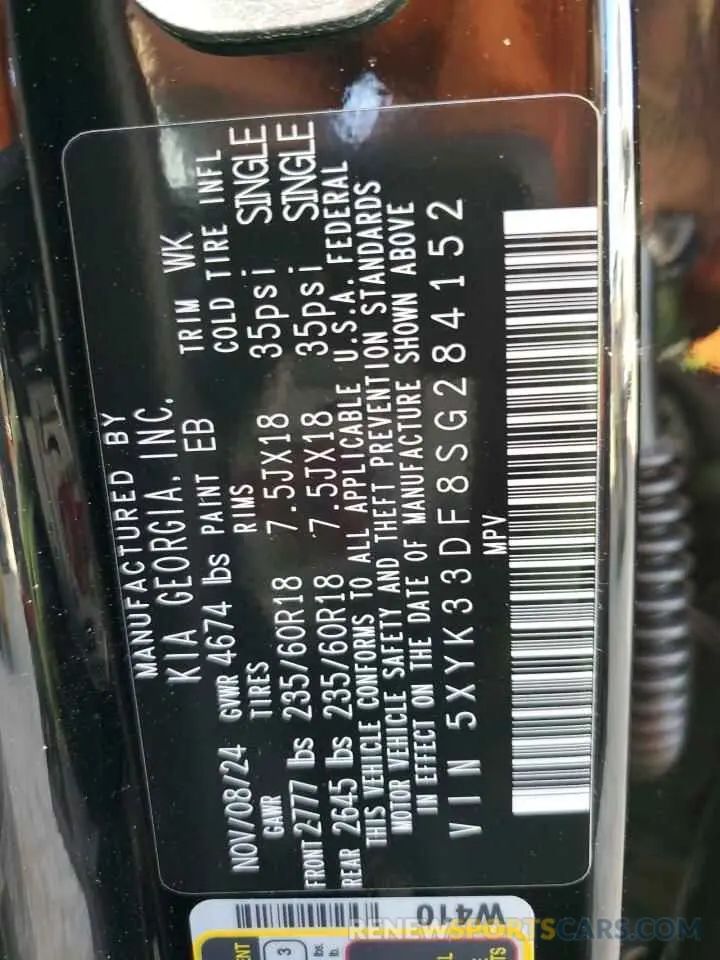 MANUFACTURED BY
KIA GEORGIA, INC.
NOV/08/24 GVWR 4674 lbs PAINT EB TRIM WK
GAWR TIRES RIMS COLD TIRE INFL
FRONT 2777 lbs 235/60R18 7.5JX18 35psi SINGLE
REAR 2645 lbs 235/60R18 7.5JX18 35psi SINGLE
THIS VEHICLE CONFORMS TO ALL APPLICABLE U.S.A. FEDERAL
MOTOR VEHICLE SAFETY AND THEFT PREVENTION STANDARDS
IN EFFECT ON THE DATE OF MANUFACTURE SHOWN ABOVE
VIN 5XYK33DF8SG284152
MPV
W410
3
lbs.
RENEWSPORTSCARS.COM